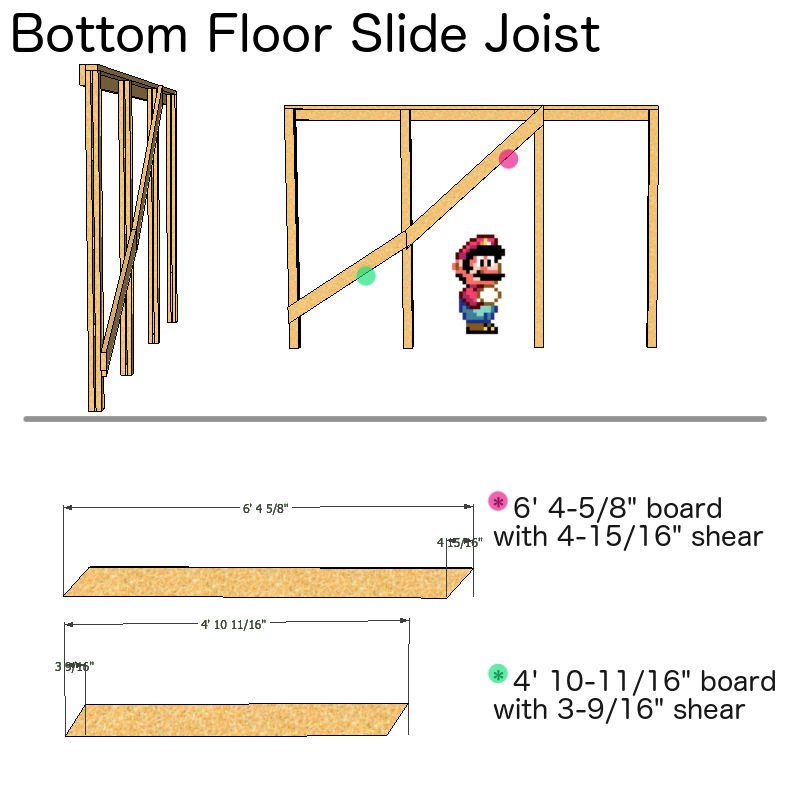 Bottom Floor Slide Joist
6' 4 5/8"
* 6' 4-5/8" board
with 4-15/16" shear
4 15/16"
4' 10 11/16"
3 9/16"
* 4' 10-11/16" board
with 3-9/16" shear